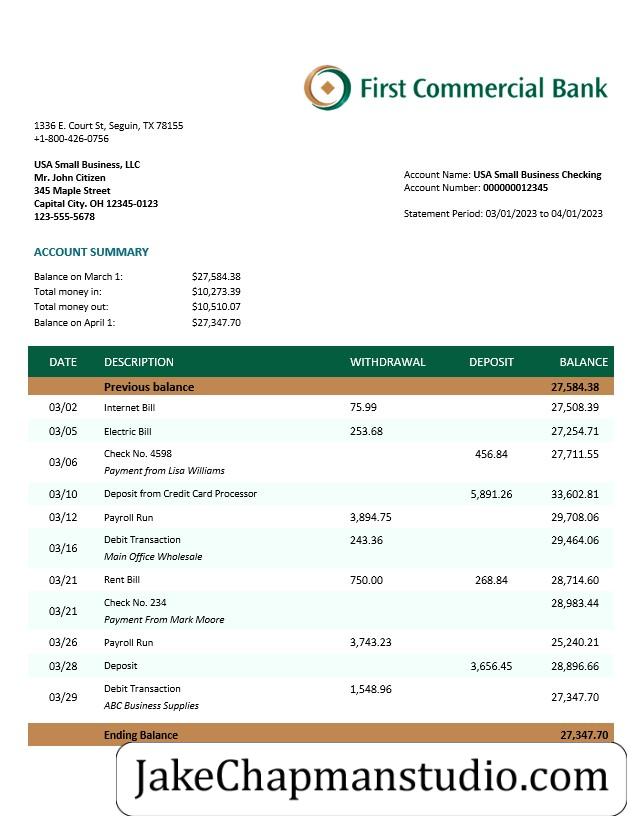 First Commercial Bank
1336 E. Court St, Seguin, TX 78155
+1-800-426-0756
USA Small Business, LLC
Mr. John Citizen
345 Maple Street
Capital City. OH 12345-0123
123-555-5678
Account Name: USA Small Business Checking
Account Number: 000000012345
Statement Period: 03/01/2023 to 04/01/2023
ACCOUNT SUMMARY
Balance on March 1: $27,584.38
Total money in: $10,273.39
Total money out: $10,510.07
Balance on April 1: $27,347.70
DATE DESCRIPTION WITHDRAWAL DEPOSIT BALANCE
Previous balance 27,584.38
03/02 Internet Bill 75.99 27,508.39
03/05 Electric Bill 253.68 27,254.71
03/06 Check No. 4598 456.84 27,711.55
Payment from Lisa Williams
03/10 Deposit from Credit Card Processor 5,891.26 33,602.81
03/12 Payroll Run 3,894.75 29,708.06
03/16 Debit Transaction 243.36 29,464.06
Main Office Wholesale
03/21 Rent Bill 750.00 268.84 28,714.60
03/21 Check No. 234 28,983.44
Payment From Mark Moore
03/26 Payroll Run 3,743.23 25,240.21
03/28 Deposit 3,656.45 28,896.66
03/29 Debit Transaction 1,548.96 27,347.70
ABC Business Supplies
Ending Balance 27,347.70
JakeChapmanstudio.com